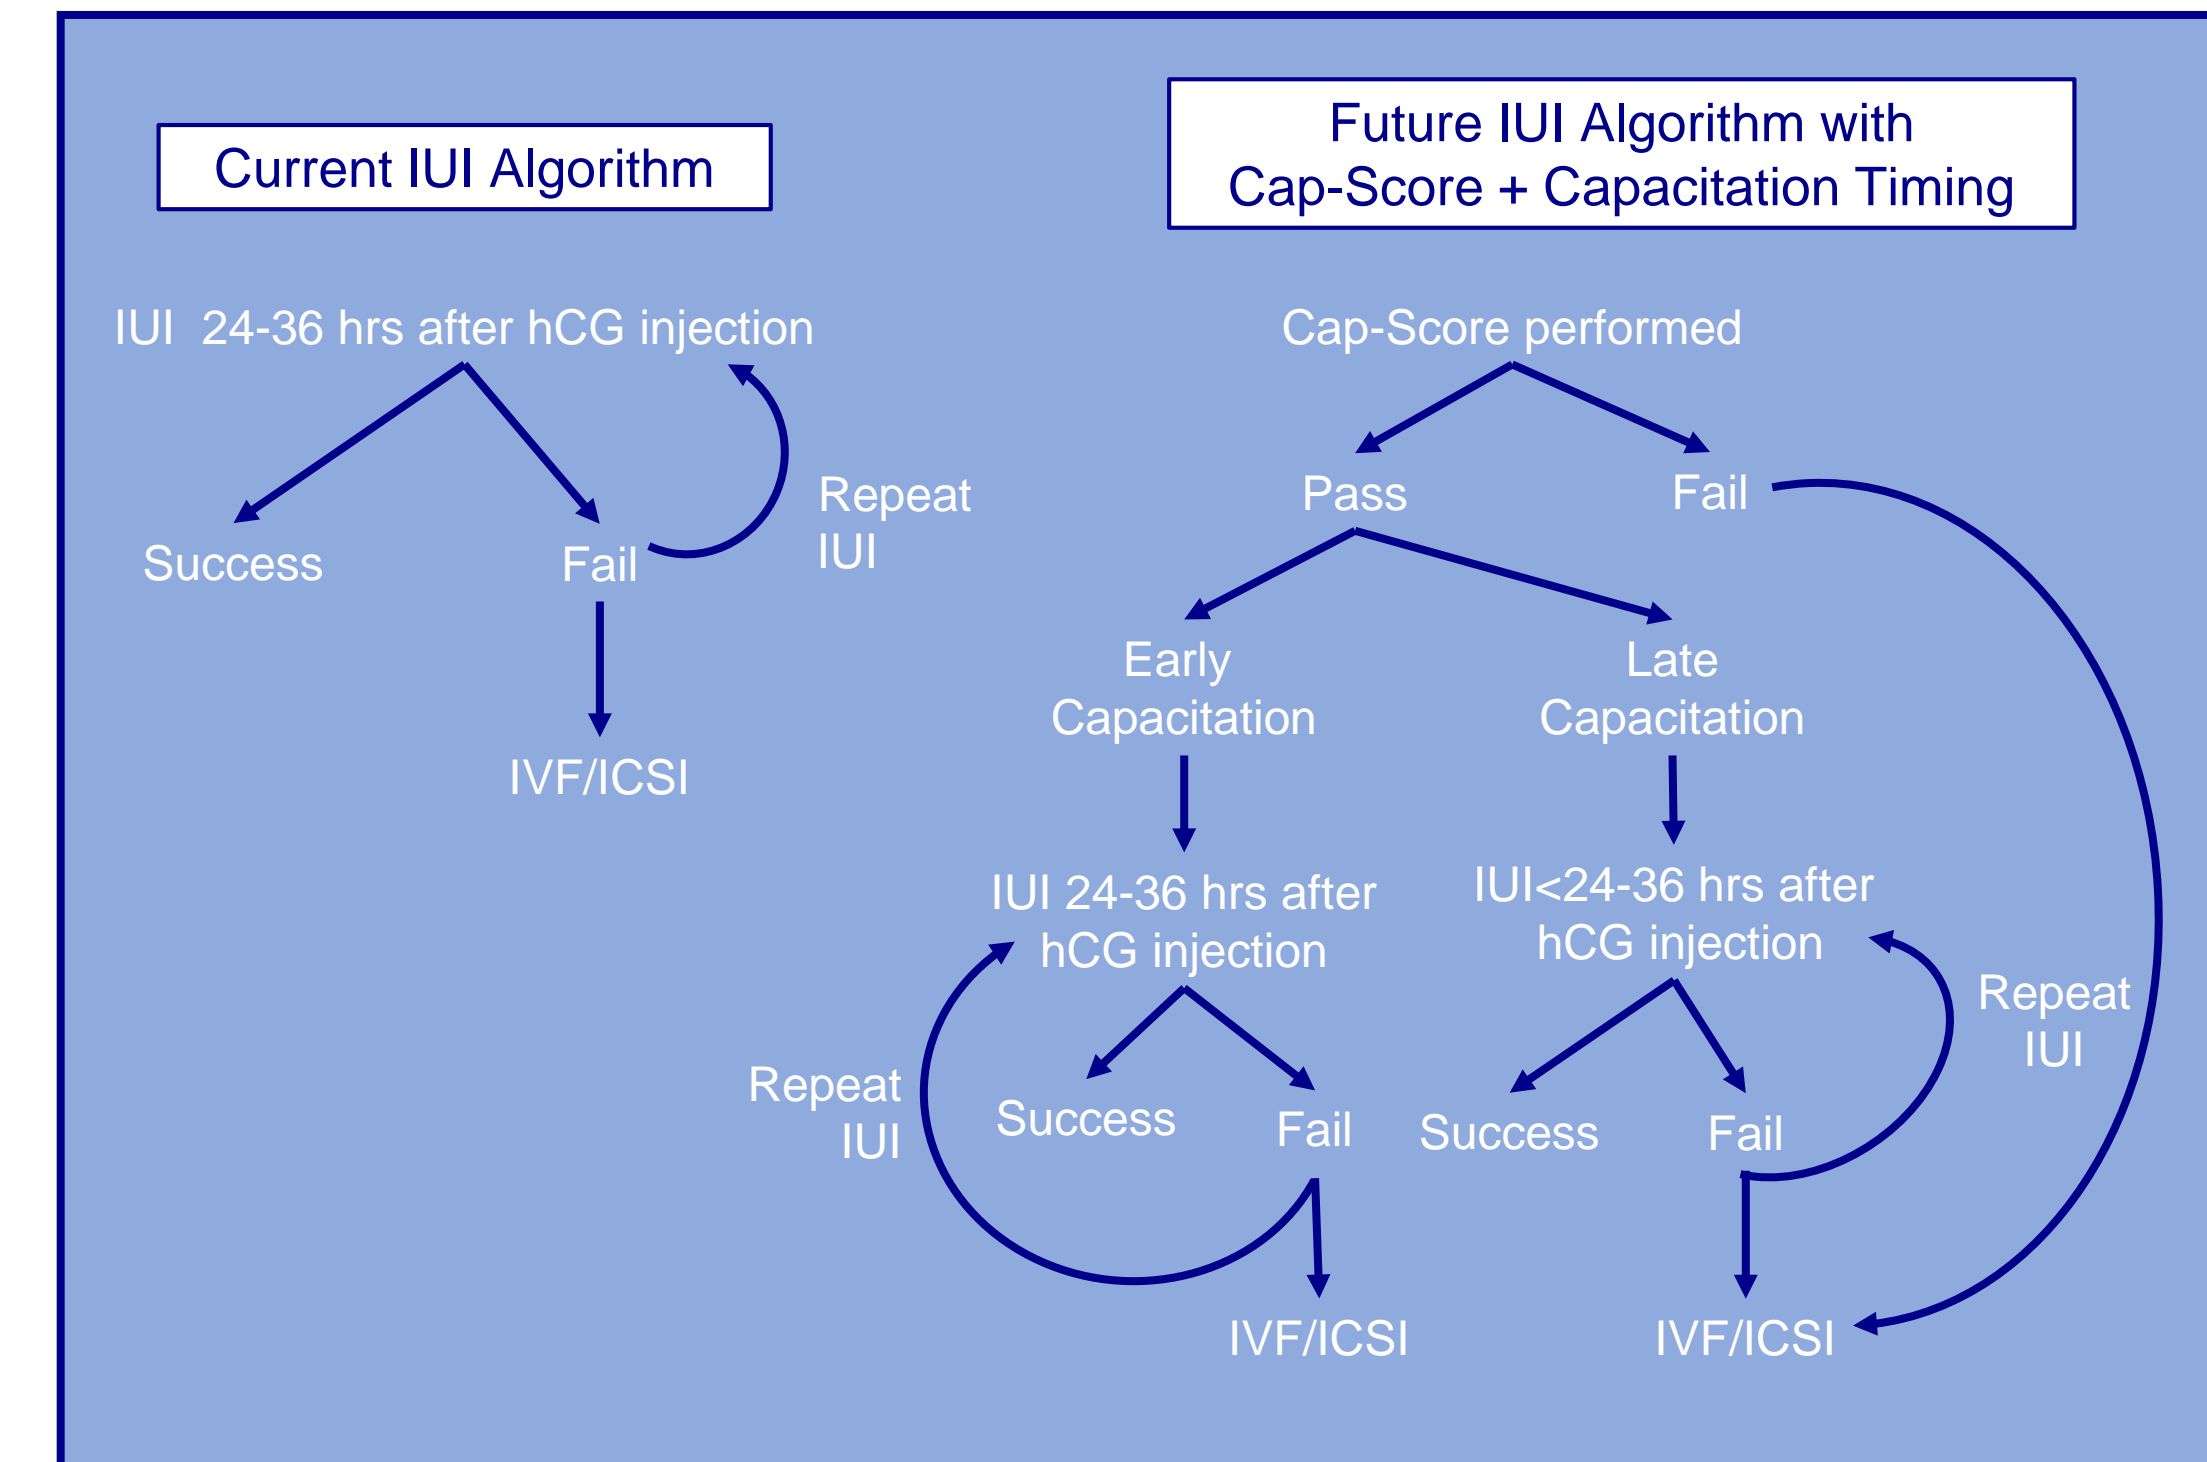 Current IUI Algorithm
IUI 24-36 hrs after hCG injection
Success
Fail
Repeat
IUI
IVF/ICSI
Future IUI Algorithm with
Cap-Score + Capacitation Timing
Cap-Score performed
Pass
Fail
Early
Capacitation
Late
Capacitation
IUI 24-36 hrs after
hCG injection
IUI<24-36 hrs after
hCG injection
Repeat
IUI
Success
Fail
Success
Fail
Repeat
IUI
IVF/ICSI
IVF/ICSI